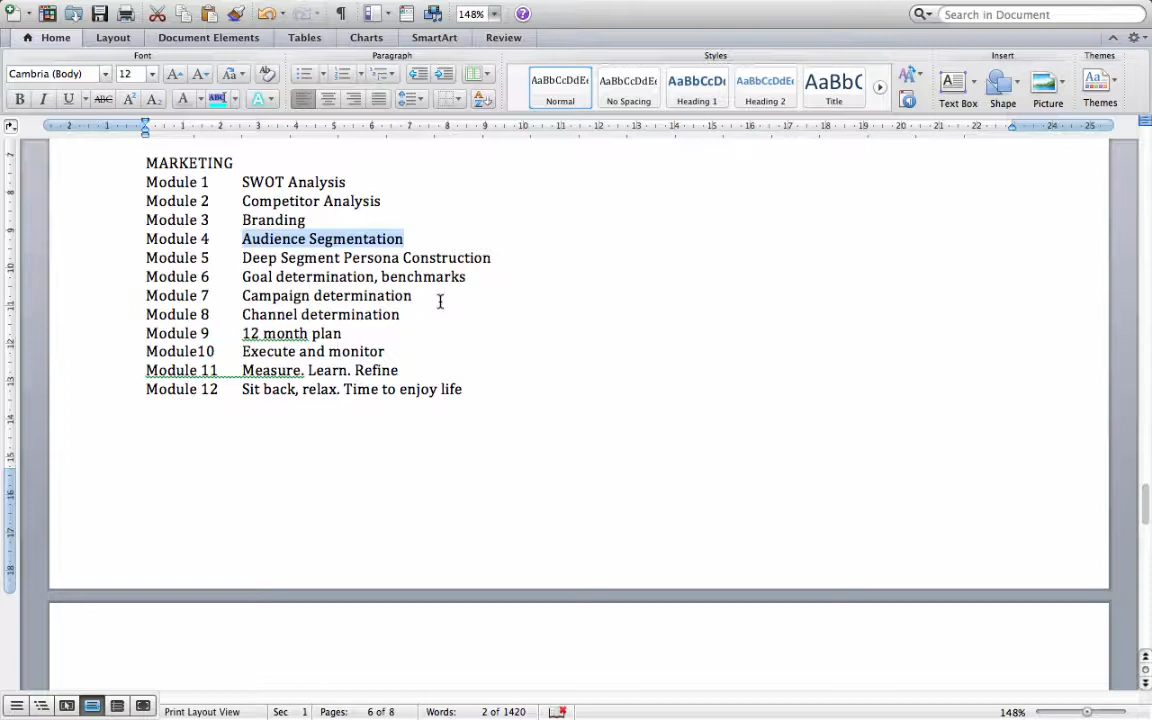 148%
Search in Document
Home Layout Document Elements Tables Charts SmartArt Review
Font Paragraph Styles Insert Themes
Cambria (Body) 12
AaBbCcDdEe AaBbCcDdEe AaBbCcDı AaBbCcDdEe AaBbC
Normal No Spacing Heading 1 Heading 2 Title
Text Box Shape Picture Themes
MARKETING
Module 1 SWOT Analysis
Module 2 Competitor Analysis
Module 3 Branding
Module 4 Audience Segmentation
Module 5 Deep Segment Persona Construction
Module 6 Goal determination, benchmarks
Module 7 Campaign determination
Module 8 Channel determination
Module 9 12 month plan
Module10 Execute and monitor
Module 11 Measure. Learn. Refine
Module 12 Sit back, relax. Time to enjoy life
Print Layout View Sec 1 Pages: 6 of 8 Words: 2 of 1420 148%